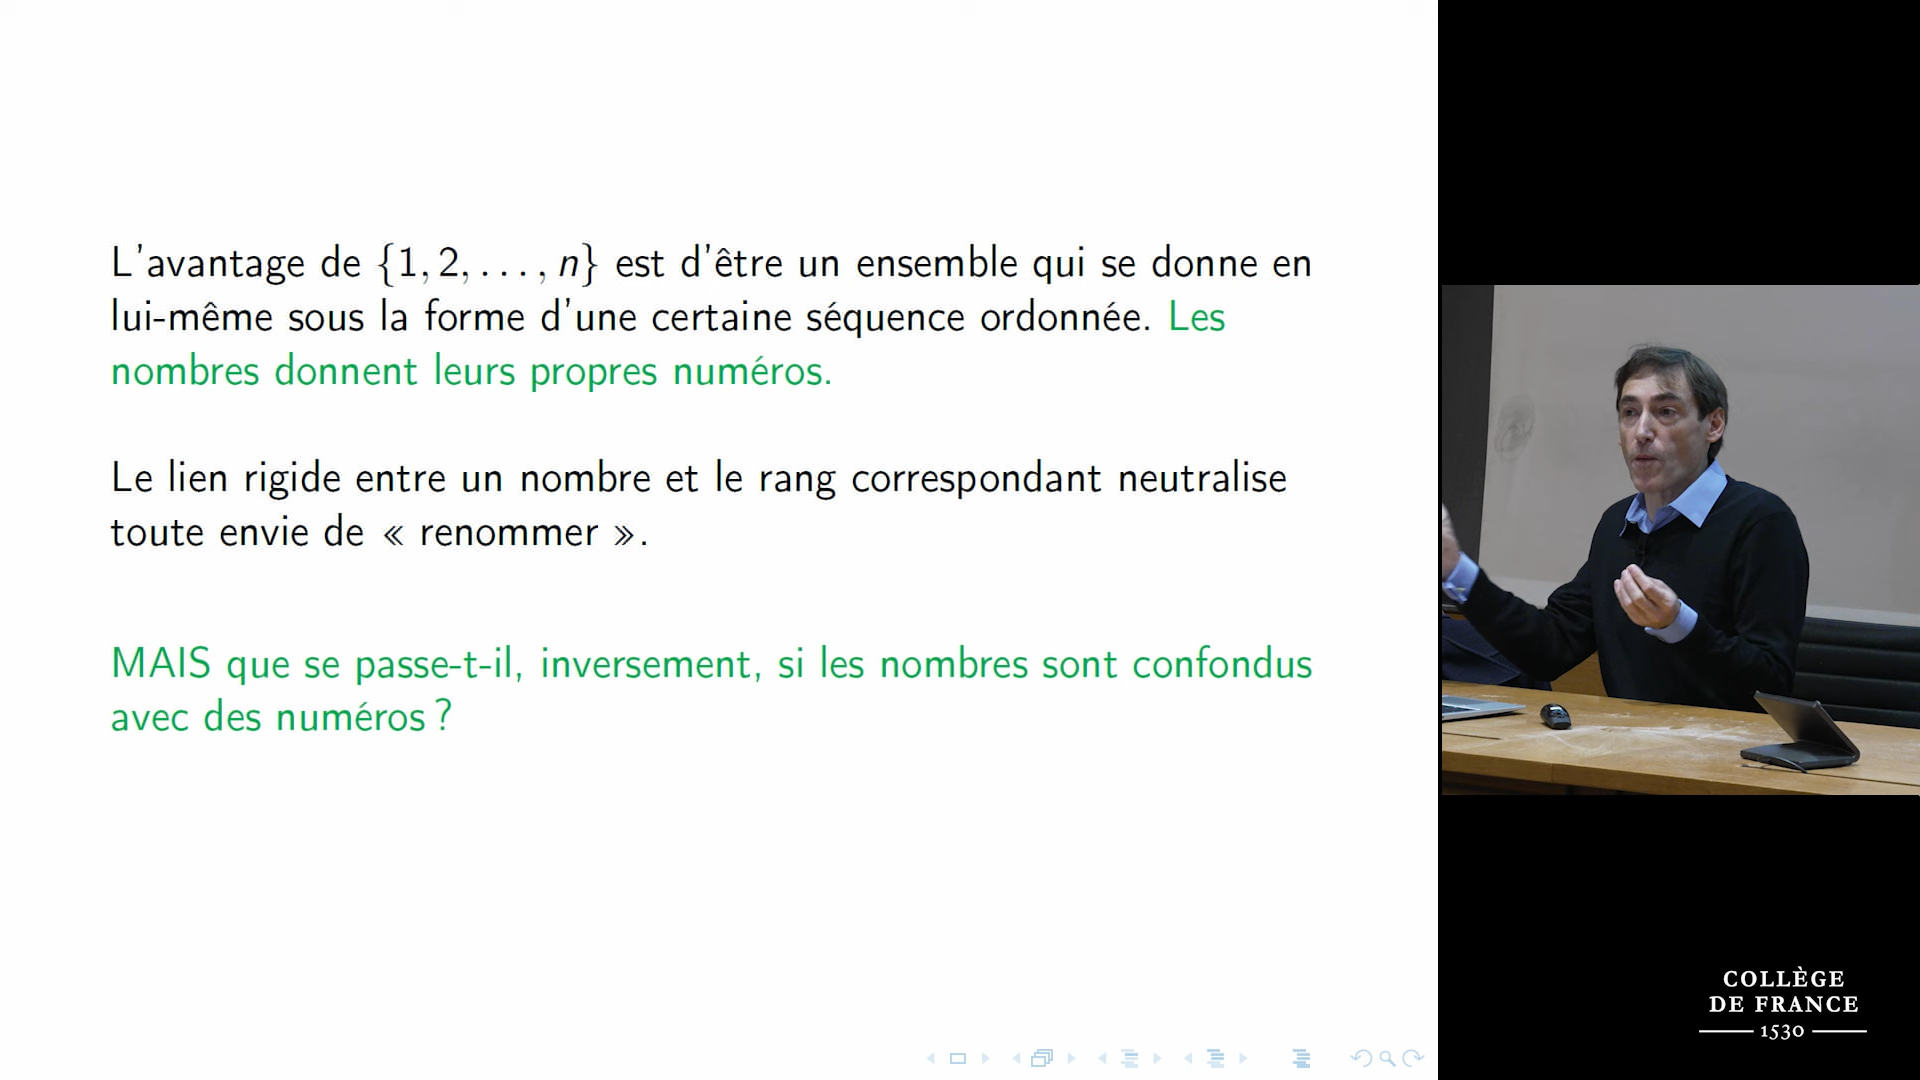 L'avantage de {1, 2, . . . , n} est d'être un ensemble qui se donne en
lui-même sous la forme d'une certaine séquence ordonnée. Les
nombres donnent leurs propres numéros.
Le lien rigide entre un nombre et le rang correspondant neutralise
toute envie de « renommer ».
MAIS que se passe-t-il, inversement, si les nombres sont confondus
avec des numéros ?
COLLÈGE
DE FRANCE
1530